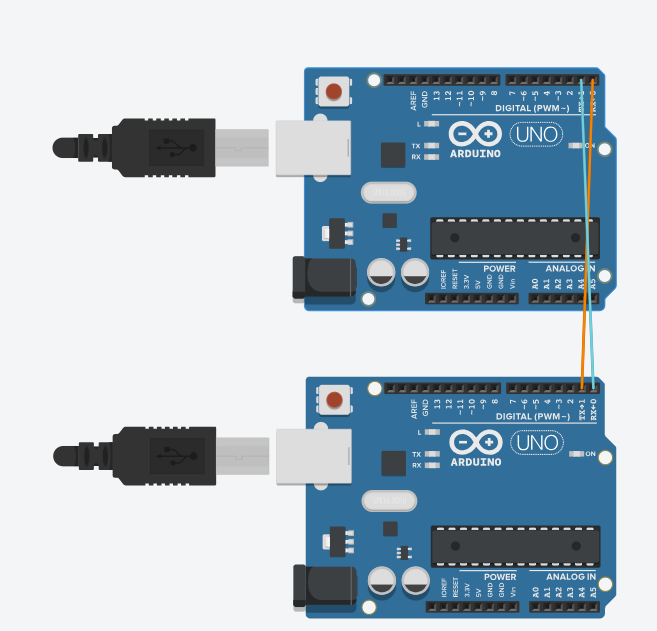 AREF
GND
13
12
~11
~10
~9
8
7
~6
~5
4
~3
2
DIGITAL (PWM~)
L
TX
RX
UNO
ON
ARDUINO
IOREF
RESET
3.3V
5V
GND
GND
Vin
POWER
ANALOG IN
A0
A1
A2
A3
A4
A5
AREF
GND
13
12
~11
~10
~9
8
7
~6
~5
4
~3
2
TX→1
RX←0
DIGITAL (PWM~)
L
TX
RX
UNO
ON
ARDUINO
IOREF
RESET
3.3V
5V
GND
GND
Vin
POWER
ANALOG IN
A0
A1
A2
A3
A4
A5